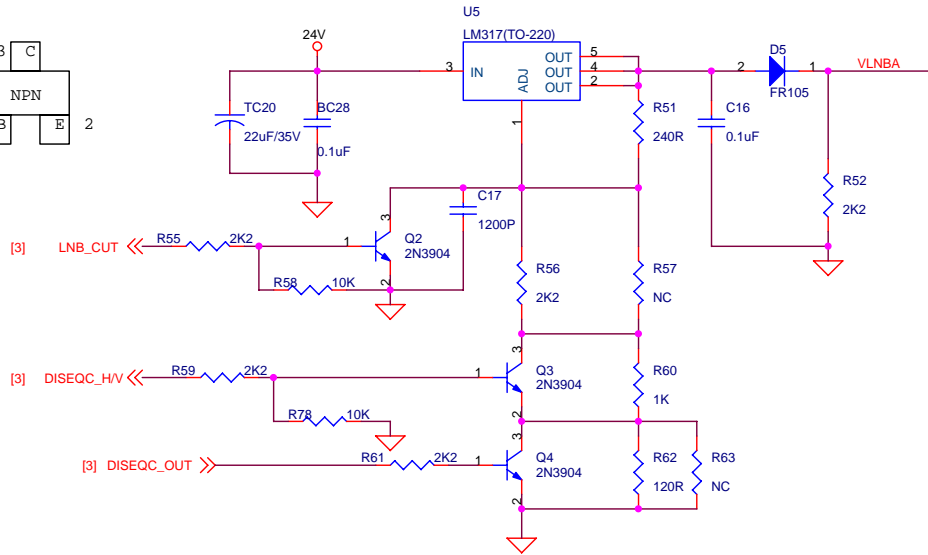 U5
LM317(TO-220)
24V
3 IN ADJ OUT 5
OUT 4
OUT 2
1
2 D5 1 VLNBA
FR105
C
NPN
E 2
TC20
22uF/35V
BC28
0.1uF
R51
240R
C16
0.1uF
R52
2K2
C17
1200P
[3] LNB_CUT R55 2K2 1 3 Q2
2N3904
2
R58 10K
R56
2K2
R57
NC
[3] DISEQC_H/V R59 2K2 1 3 Q3
2N3904
2
R60
1K
R78 10K
[3] DISEQC_OUT R61 2K2 1 3 Q4
2N3904
2
R62
120R
R63
NC